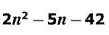 2n² − 5n − 42